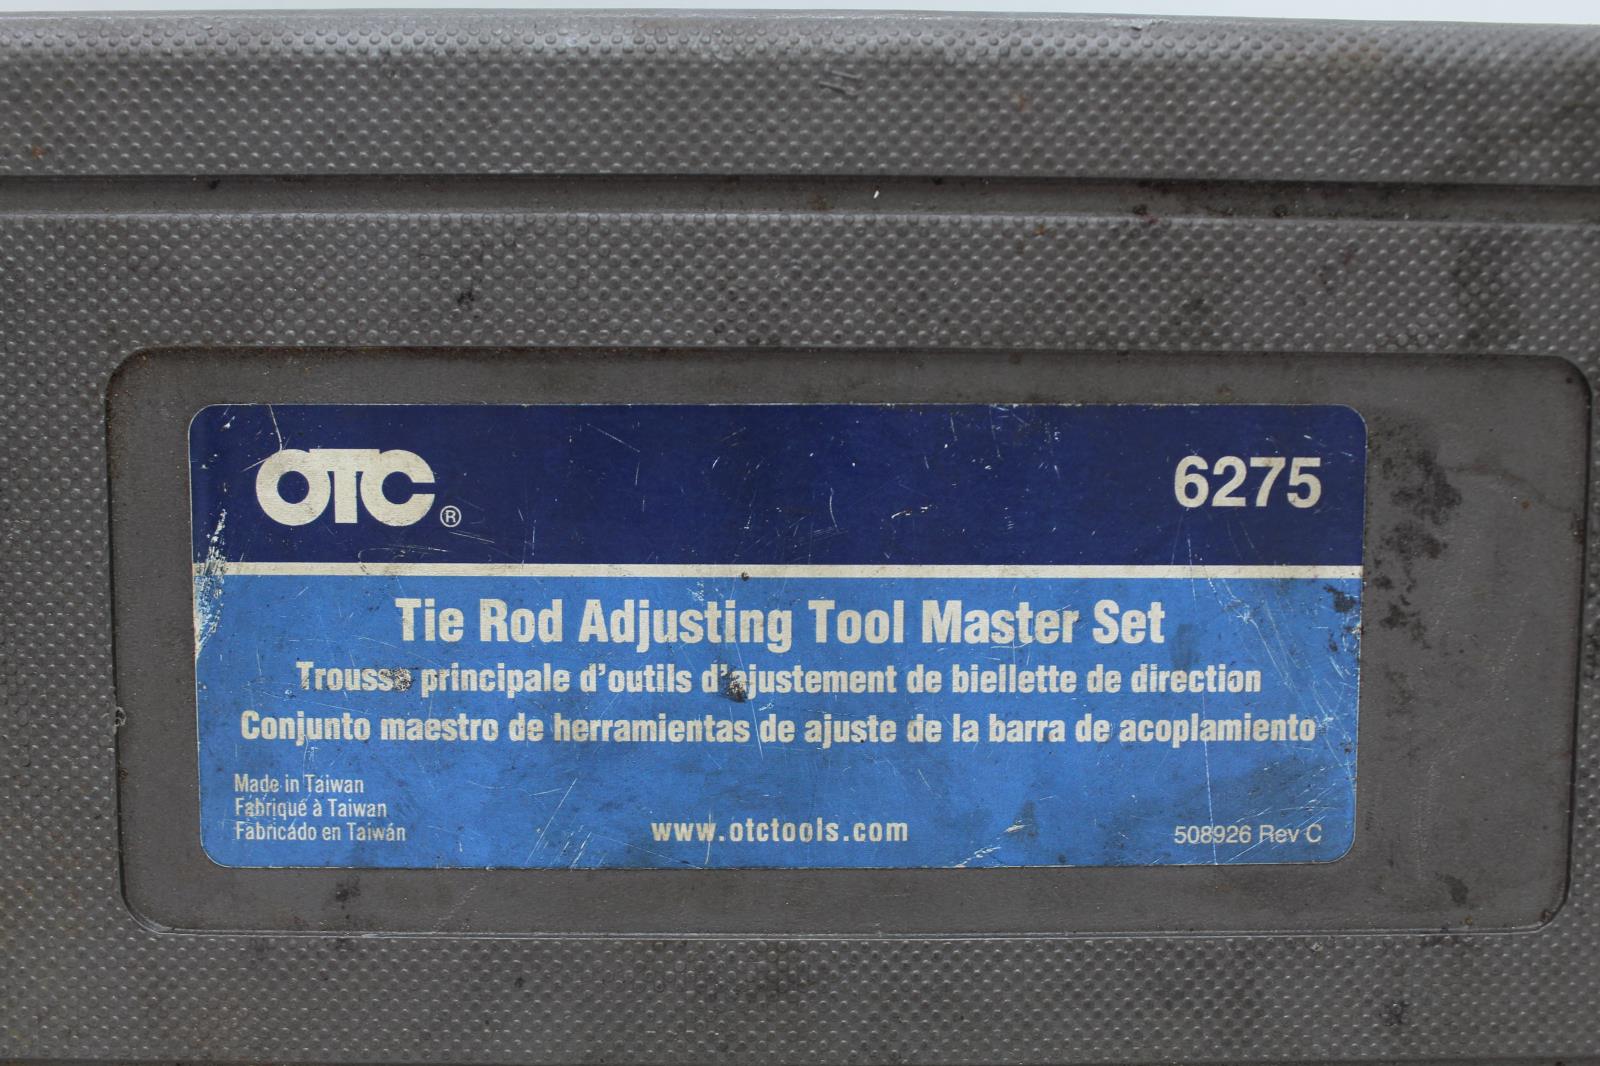 OTC® 6275
Tie Rod Adjusting Tool Master Set
Trousse principale d'outils d'ajustement de biellette de direction
Conjunto maestro de herramientas de ajuste de la barra de acoplamiento
Made in Taiwan
Fabriqué à Taiwan
Fabricado en Taiwán
www.otctools.com
508926 Rev C